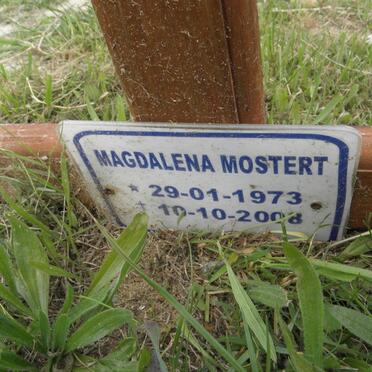 MAGDALENA MOSTERT
* 29-01-1973
† 10-10-2008